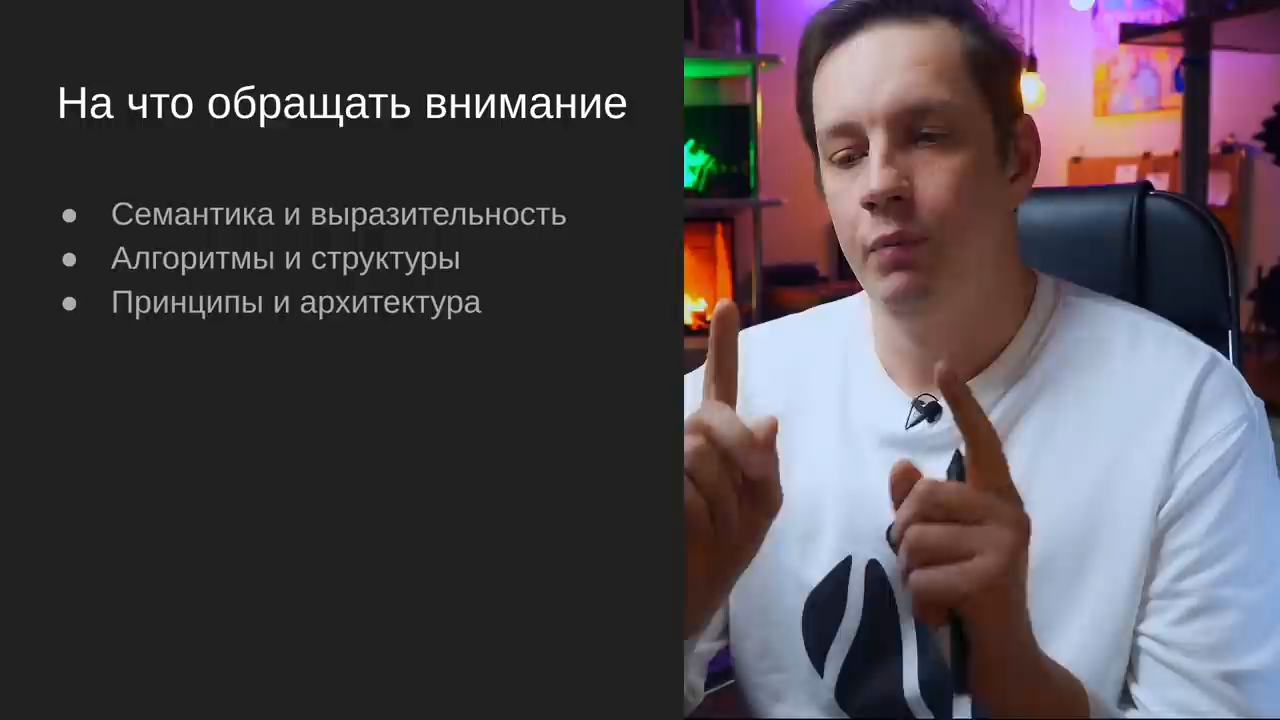 На что обращать внимание
● Семантика и выразительность
● Алгоритмы и структуры
● Принципы и архитектура